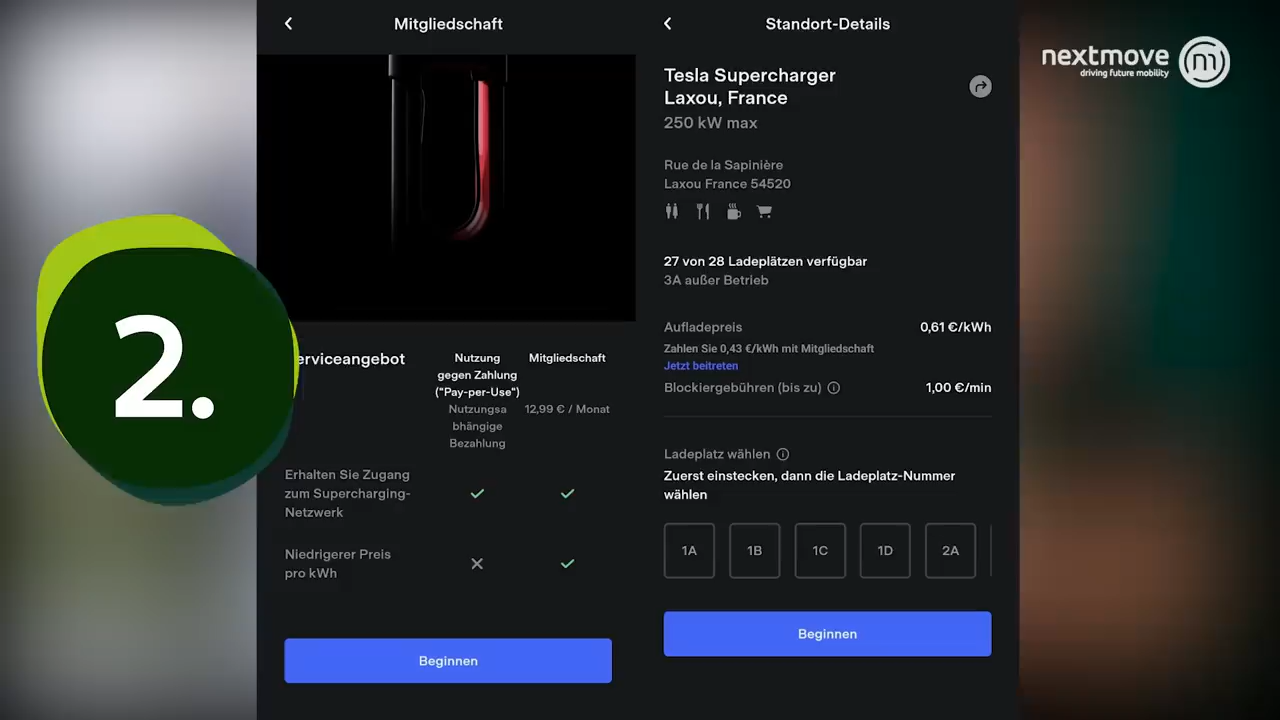 Mitgliedschaft
2.
erviceangebot
Nutzung
gegen Zahlung
("Pay-per-Use")
Nutzungsa
bhängige
Bezahlung
Mitgliedschaft
12,99 € / Monat
Erhalten Sie Zugang
zum Supercharging-
Netzwerk
Niedrigerer Preis
pro kWh
Beginnen
Standort-Details
Tesla Supercharger
Laxou, France
250 kW max
Rue de la Sapinière
Laxou France 54520
27 von 28 Ladeplätzen verfügbar
3A außer Betrieb
Aufladepreis 0,61 €/kWh
Zahlen Sie 0,43 €/kWh mit Mitgliedschaft
Jetzt beitreten
Blockiergebühren (bis zu) 1,00 €/min
Ladeplatz wählen
Zuerst einstecken, dann die Ladeplatz-Nummer
wählen
1A 1B 1C 1D 2A
Beginnen
nextmove
driving future mobility